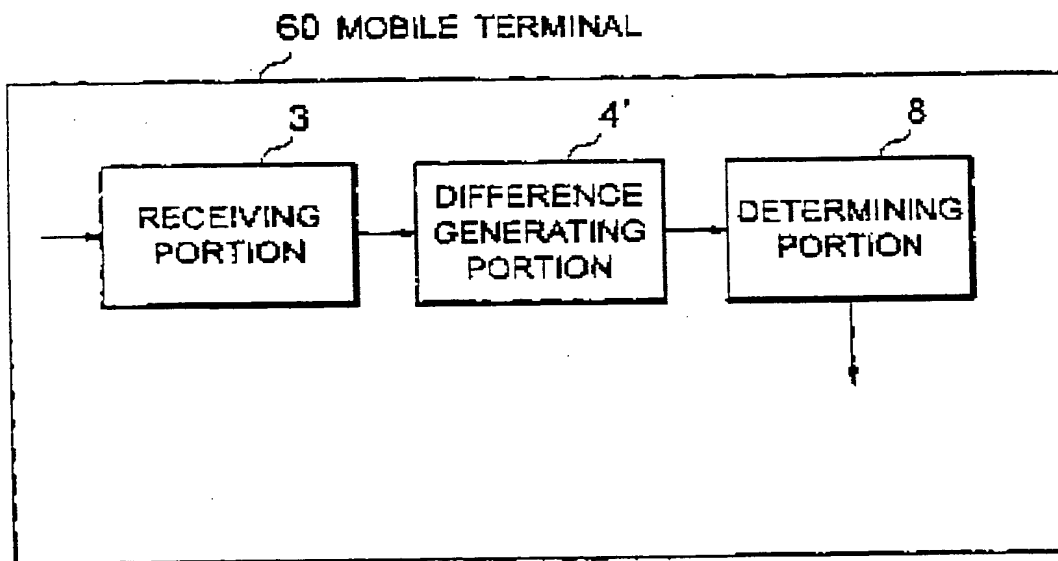 60 MOBILE TERMINAL
3
4'
8
RECEIVING
PORTION
DIFFERENCE
GENERATING
PORTION
DETERMINING
PORTION